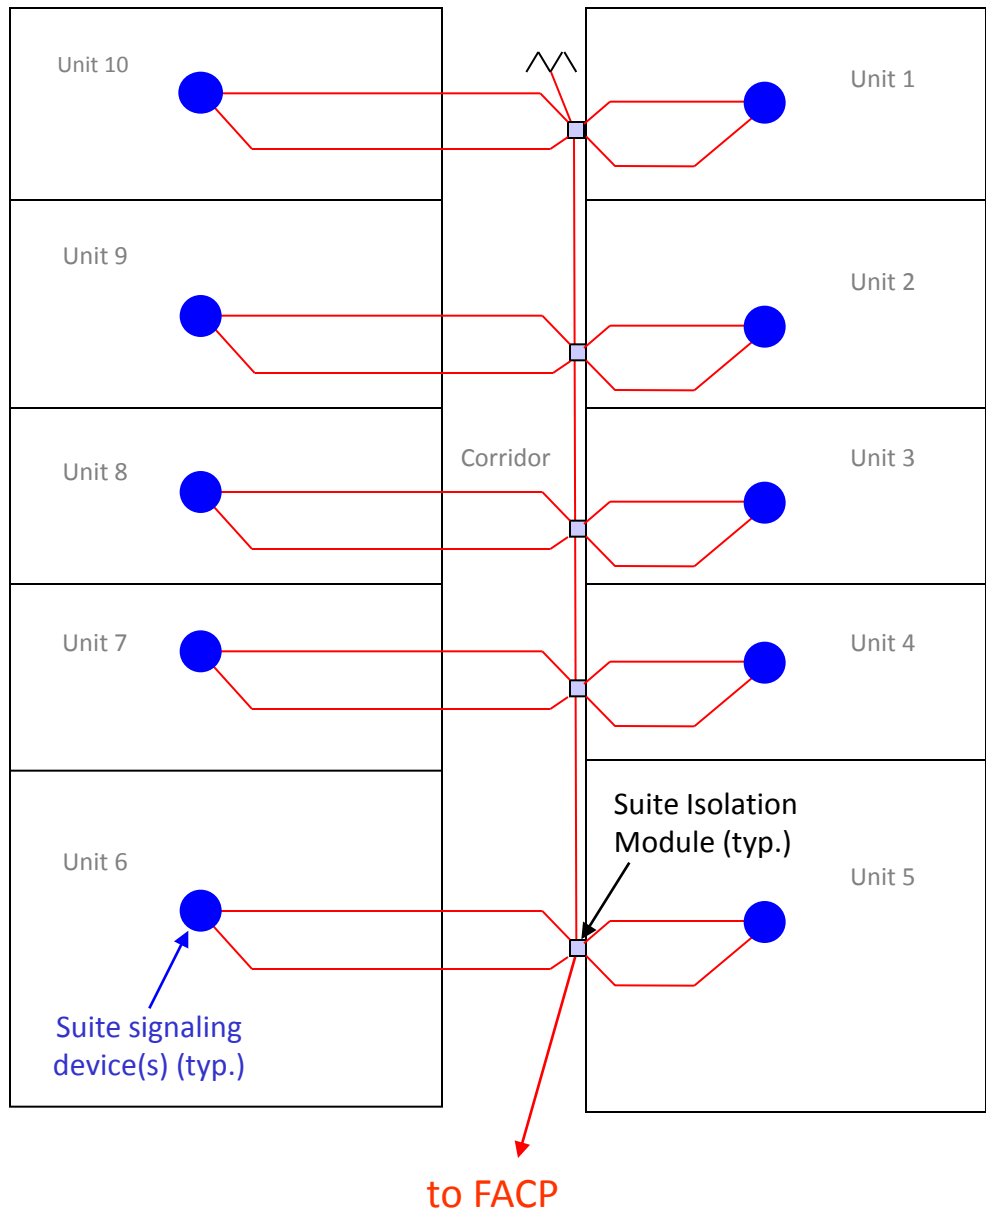 Unit 10
Unit 1
Unit 9
Unit 2
Unit 8
Corridor
Unit 3
Unit 7
Unit 4
Suite Isolation
Module (typ.)
Unit 6
Unit 5
Suite signaling
device(s) (typ.)
to FACP